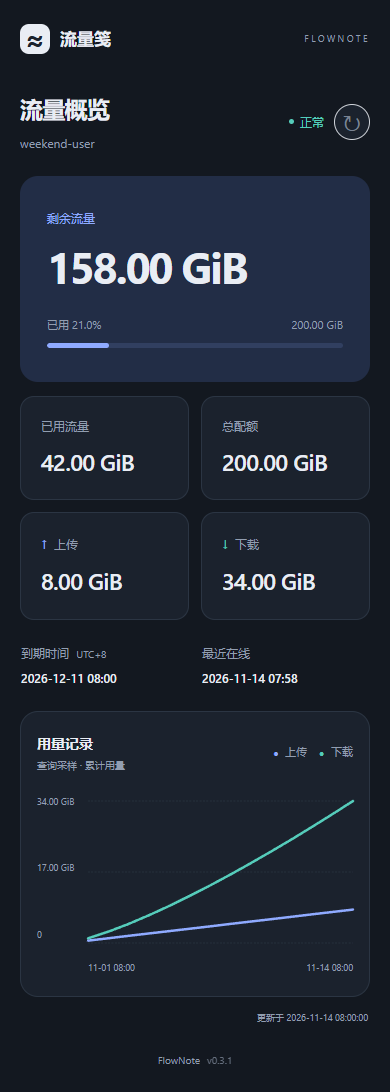 流量笺
FLOWNOTE
流量概览
正常
weekend-user
剩余流量
158.00 GiB
已用 21.0%
200.00 GiB
已用流量
42.00 GiB
总配额
200.00 GiB
↑ 上传
8.00 GiB
↓ 下载
34.00 GiB
到期时间 UTC+8
2026-12-11 08:00
最近在线
2026-11-14 07:58
用量记录
查询采样 · 累计用量
上传
下载
34.00 GiB
17.00 GiB
0
11-01 08:00
11-14 08:00
更新于 2026-11-14 08:00:00
FlowNote v0.3.1